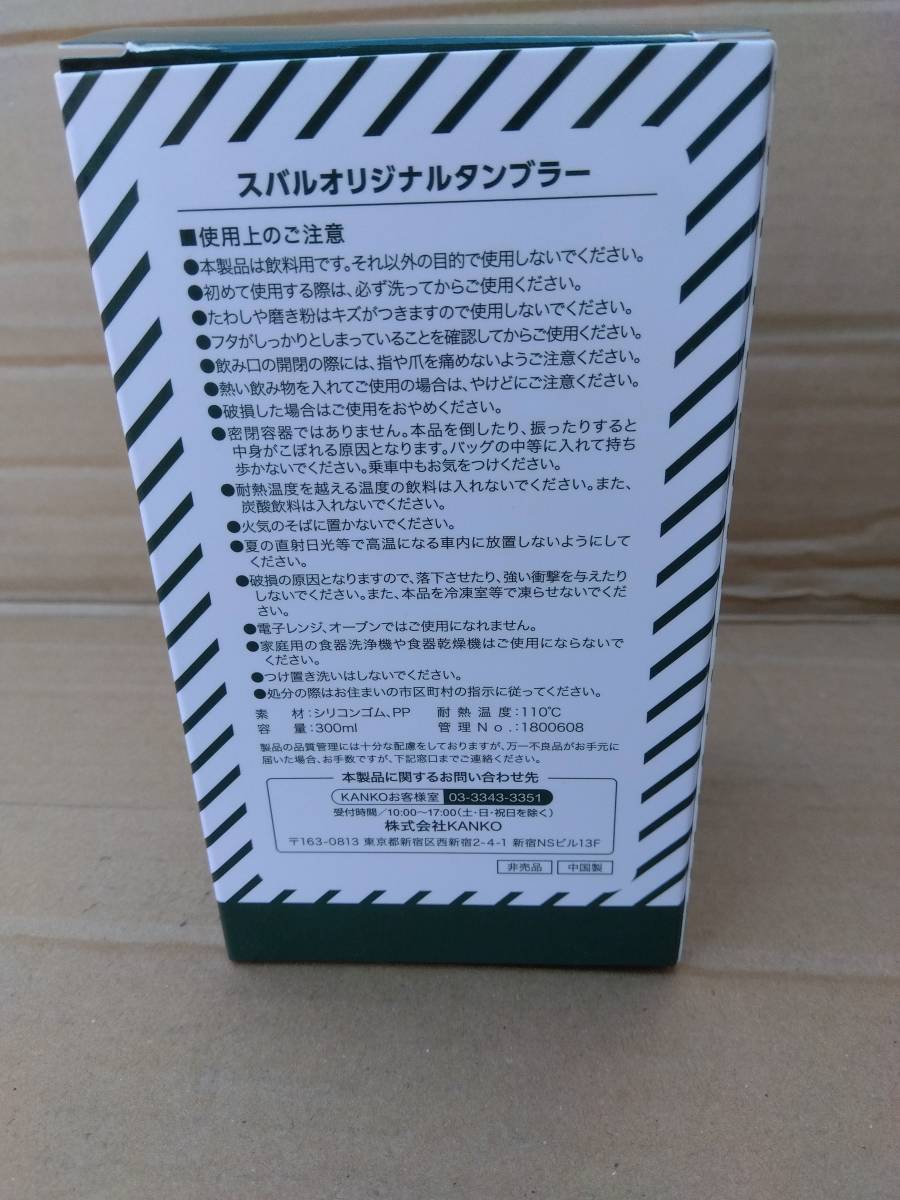 スバルオリジナルタンブラー
■使用上のご注意
●本製品は飲料用です。それ以外の目的で使用しないでください。
●初めて使用する際は、必ず洗ってからご使用ください。
●たわしや磨き粉はキズがつきますので使用しないでください。
●フタがしっかりとしまっていることを確認してからご使用ください。
●飲み口の開閉の際には、指や爪を痛めないようご注意ください。
●熱い飲み物を入れてご使用の場合は、やけどにご注意ください。
●破損した場合はご使用をおやめください。
●密閉容器ではありません。本品を倒したり、振ったりすると
中身がこぼれる原因となります。バッグの中等に入れて持ち
歩かないでください。乗車中もお気をつけください。
●耐熱温度を越える温度の飲料は入れないでください。また、
炭酸飲料は入れないでください。
●火気のそばに置かないでください。
●夏の直射日光等で高温になる車内に放置しないようにして
ください。
●破損の原因となりますので、落下させたり、強い衝撃を与えたり
しないでください。また、本品を冷凍室等で凍らせないでくだ
さい。
●電子レンジ、オーブンではご使用になれません。
●家庭用の食器洗浄機や食器乾燥機はご使用にならないで
ください。
●つけ置き洗いはしないでください。
●処分の際はお住まいの市区町村の指示に従ってください。
素 材:シリコンゴム、PP 耐熱温度:110℃
容 量:300ml 管理No.:1800608
製品の品質管理には十分な配慮をしておりますが、万一不良品がお手元に
届いた場合、お手数ですが、下記窓口までご連絡ください。
本製品に関するお問い合わせ先
KANKOお客様室 03-3343-3351
受付時間/10:00〜17:00(土・日・祝日を除く)
株式会社KANKO
〒163-0813 東京都新宿区西新宿2-4-1 新宿NSビル13F
非売品 中国製